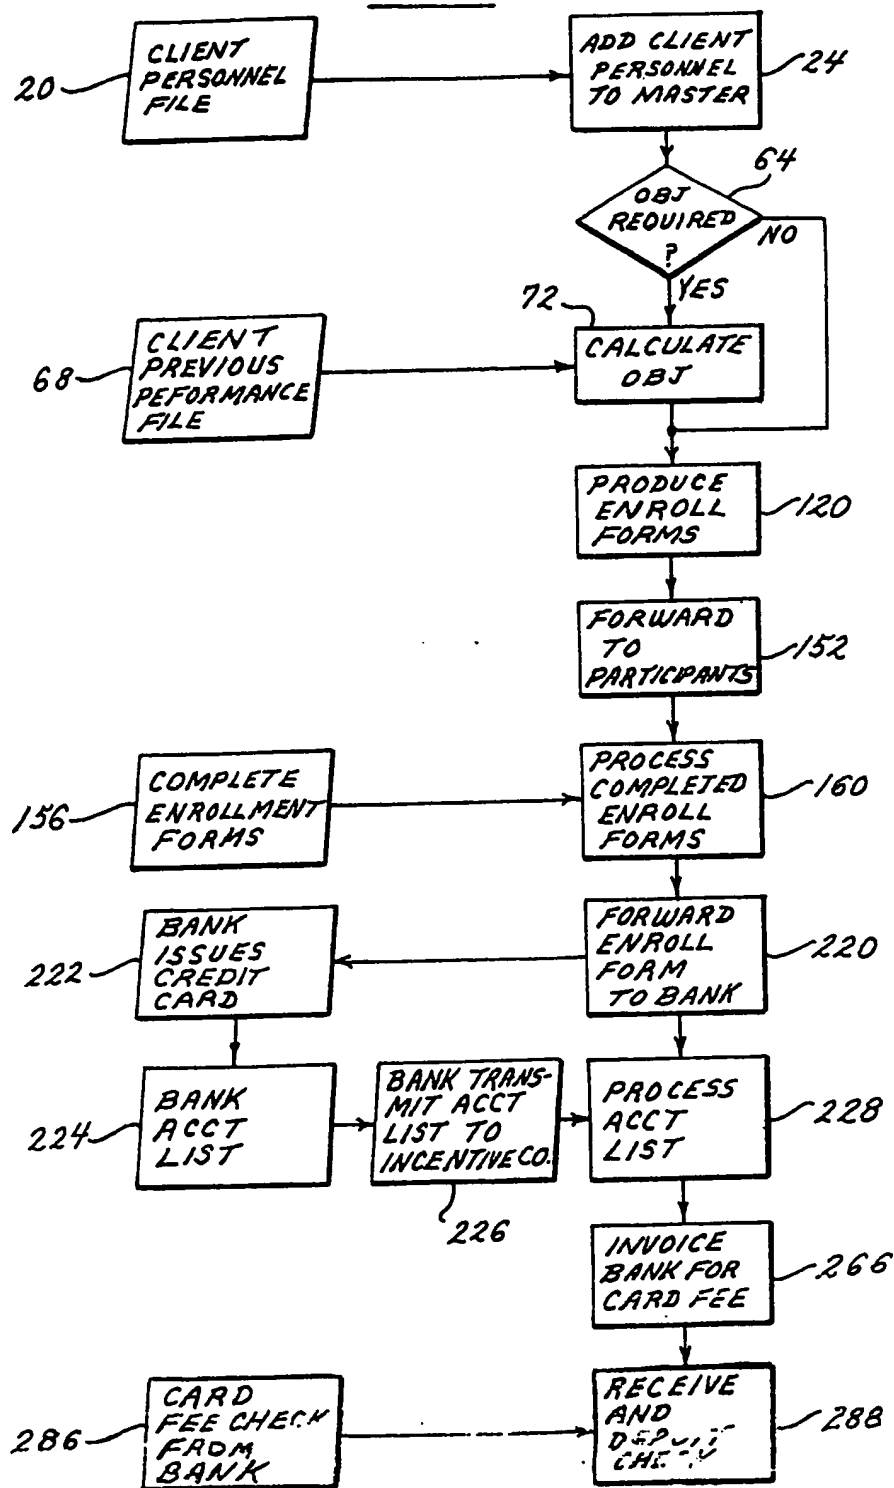 CLIENT
PERSONNEL
FILE
20
ADD CLIENT
PERSONNEL
TO MASTER
24
OBJ
REQUIRED
?
64
NO
YES
CLIENT
PREVIOUS
PEFORMANCE
FILE
68
72
CALCULATE
OBJ
PRODUCE
ENROLL
FORMS
120
FORWARD
TO
PARTICIPANTS
152
COMPLETE
ENROLLMENT
FORMS
156
PROCESS
COMPLETED
ENROLL
FORMS
160
BANK
ISSUES
CREDIT
CARD
222
FORWARD
ENROLL
FORM
TO BANK
220
BANK
ACCT
LIST
224
BANK TRANS-
MIT ACCT
LIST TO
INCENTIVE CO.
226
PROCESS
ACCT
LIST
228
INVOICE
BANK FOR
CARD FEE
266
CARD
FEE CHECK
FROM
BANK
286
RECEIVE
AND
DEPOSIT
CHECK
288